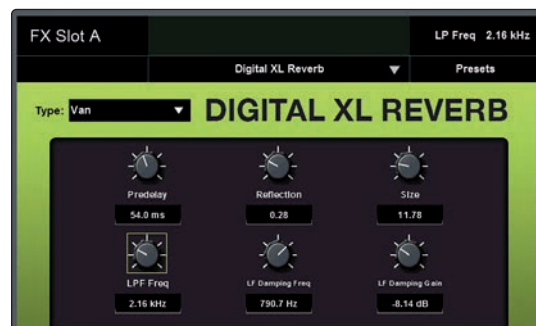 FX Slot A
LP Freq 2.16 kHz
Digital XL Reverb
Presets
Type: Van
DIGITAL XL REVERB
Predelay Reflection Size
54.0 ms 0.28 11.78
LPF Freq LF Damping Freq LF Damping Gain
2.16 kHz 790.7 Hz -8.14 dB